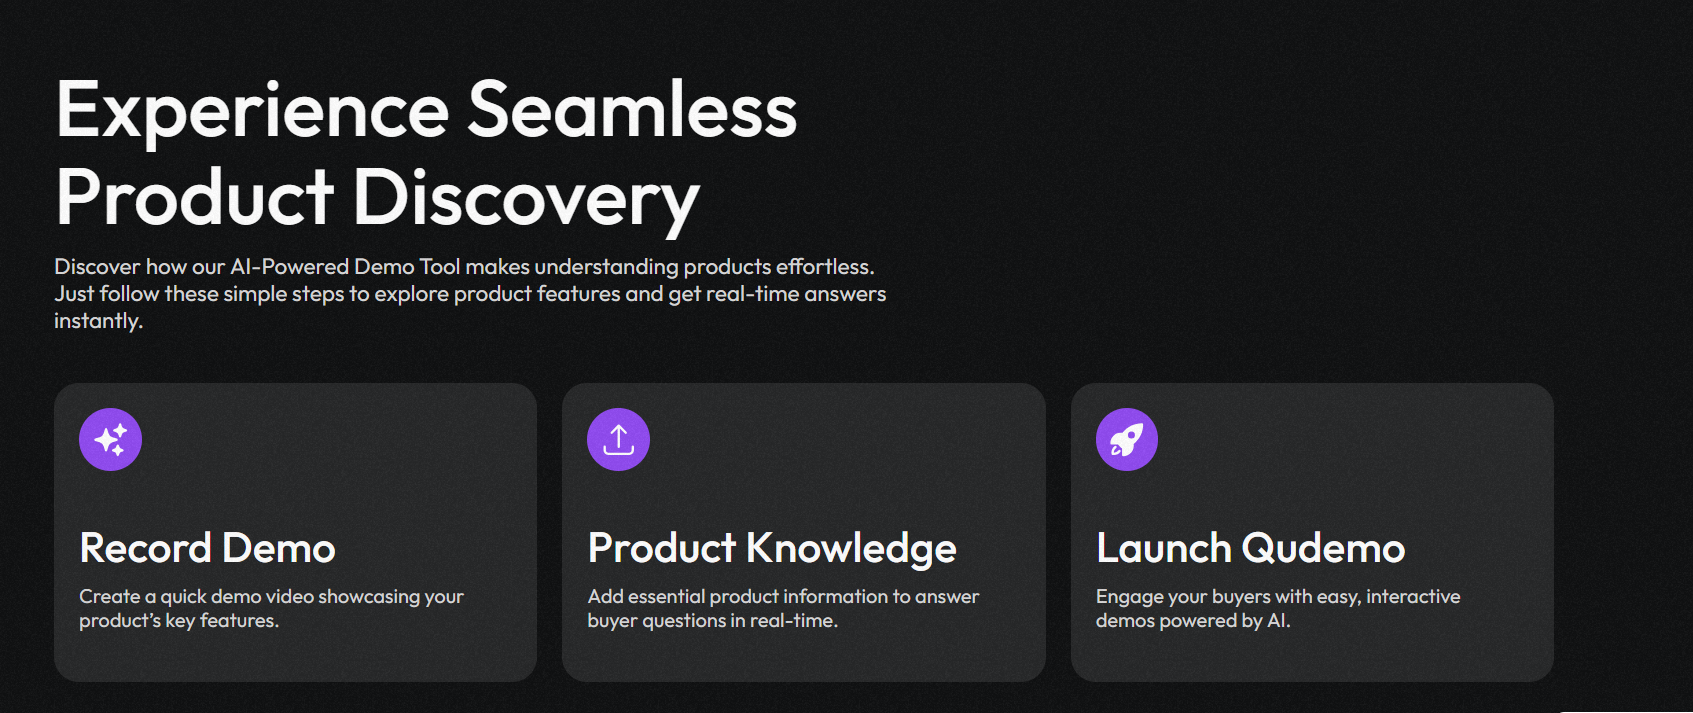 Experience Seamless
Product Discovery
Discover how our AI-Powered Demo Tool makes understanding products effortless.
Just follow these simple steps to explore product features and get real-time answers
instantly.
Record Demo
Create a quick demo video showcasing your
product’s key features.
Product Knowledge
Add essential product information to answer
buyer questions in real-time.
Launch Qudemo
Engage your buyers with easy, interactive
demos powered by AI.